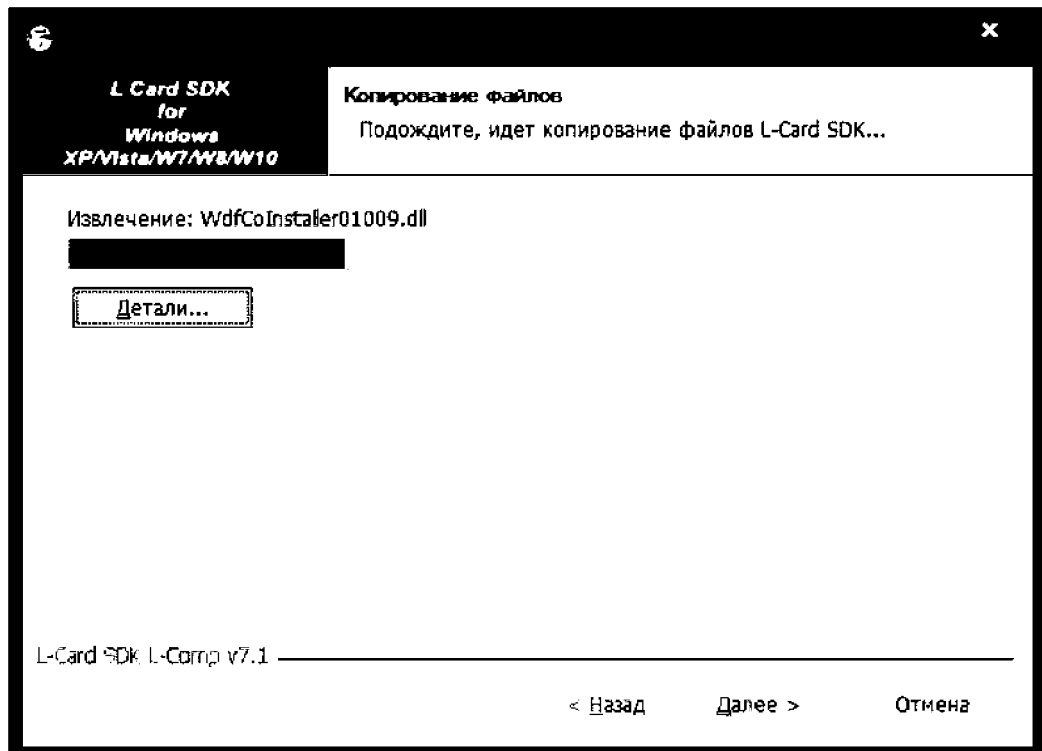 L Card SDK
for
Windows
XP/Vista/W7/W8/W10
Копирование файлов
Подождите, идет копирование файлов L-Card SDK...
Извлечение: WdfCoInstaller01009.dll
Детали...
L-Card SDK L-Comp v7.1
< Назад
Далее >
Отмена